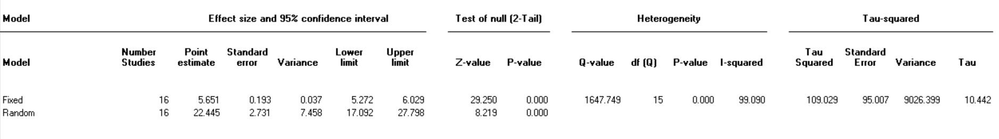 Model Effect size and 95% confidence interval Test of null (2-Tail) Heterogeneity Tau-squared
Number Point Standard Lower Upper Tau Standard
Model Studies estimate error Variance limit limit Z-value P-value Q-value df (Q) P-value I-squared Squared Error Variance Tau
Fixed 16 5.651 0.193 0.037 5.272 6.029 29.250 0.000 1647.749 15 0.000 99.090 109.029 95.007 9026.399 10.442
Random 16 22.445 2.731 7.458 17.092 27.798 8.219 0.000